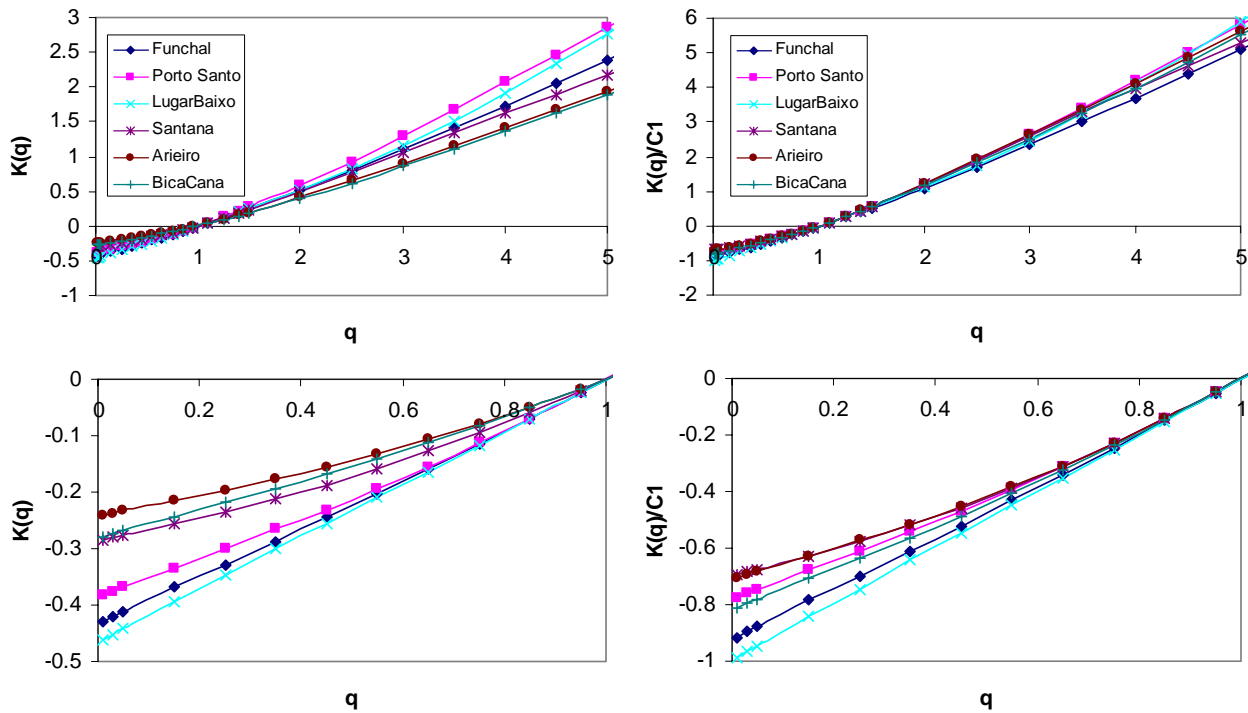 3
2.5
2
1.5
1
0.5
0
-0.5
-1
K(q)
Funchal
Porto Santo
LugarBaixo
Santana
Arieiro
BicaCana
0 1 2 3 4 5
q
6
5
4
3
2
1
0
-1
-2
K(q)/C1
Funchal
Porto Santo
LugarBaixo
Santana
Arieiro
BicaCana
0 1 2 3 4 5
q
0
-0.1
-0.2
-0.3
-0.4
-0.5
K(q)
0 0.2 0.4 0.6 0.8 1
q
0
-0.2
-0.4
-0.6
-0.8
-1
K(q)/C1
0 0.2 0.4 0.6 0.8 1
q